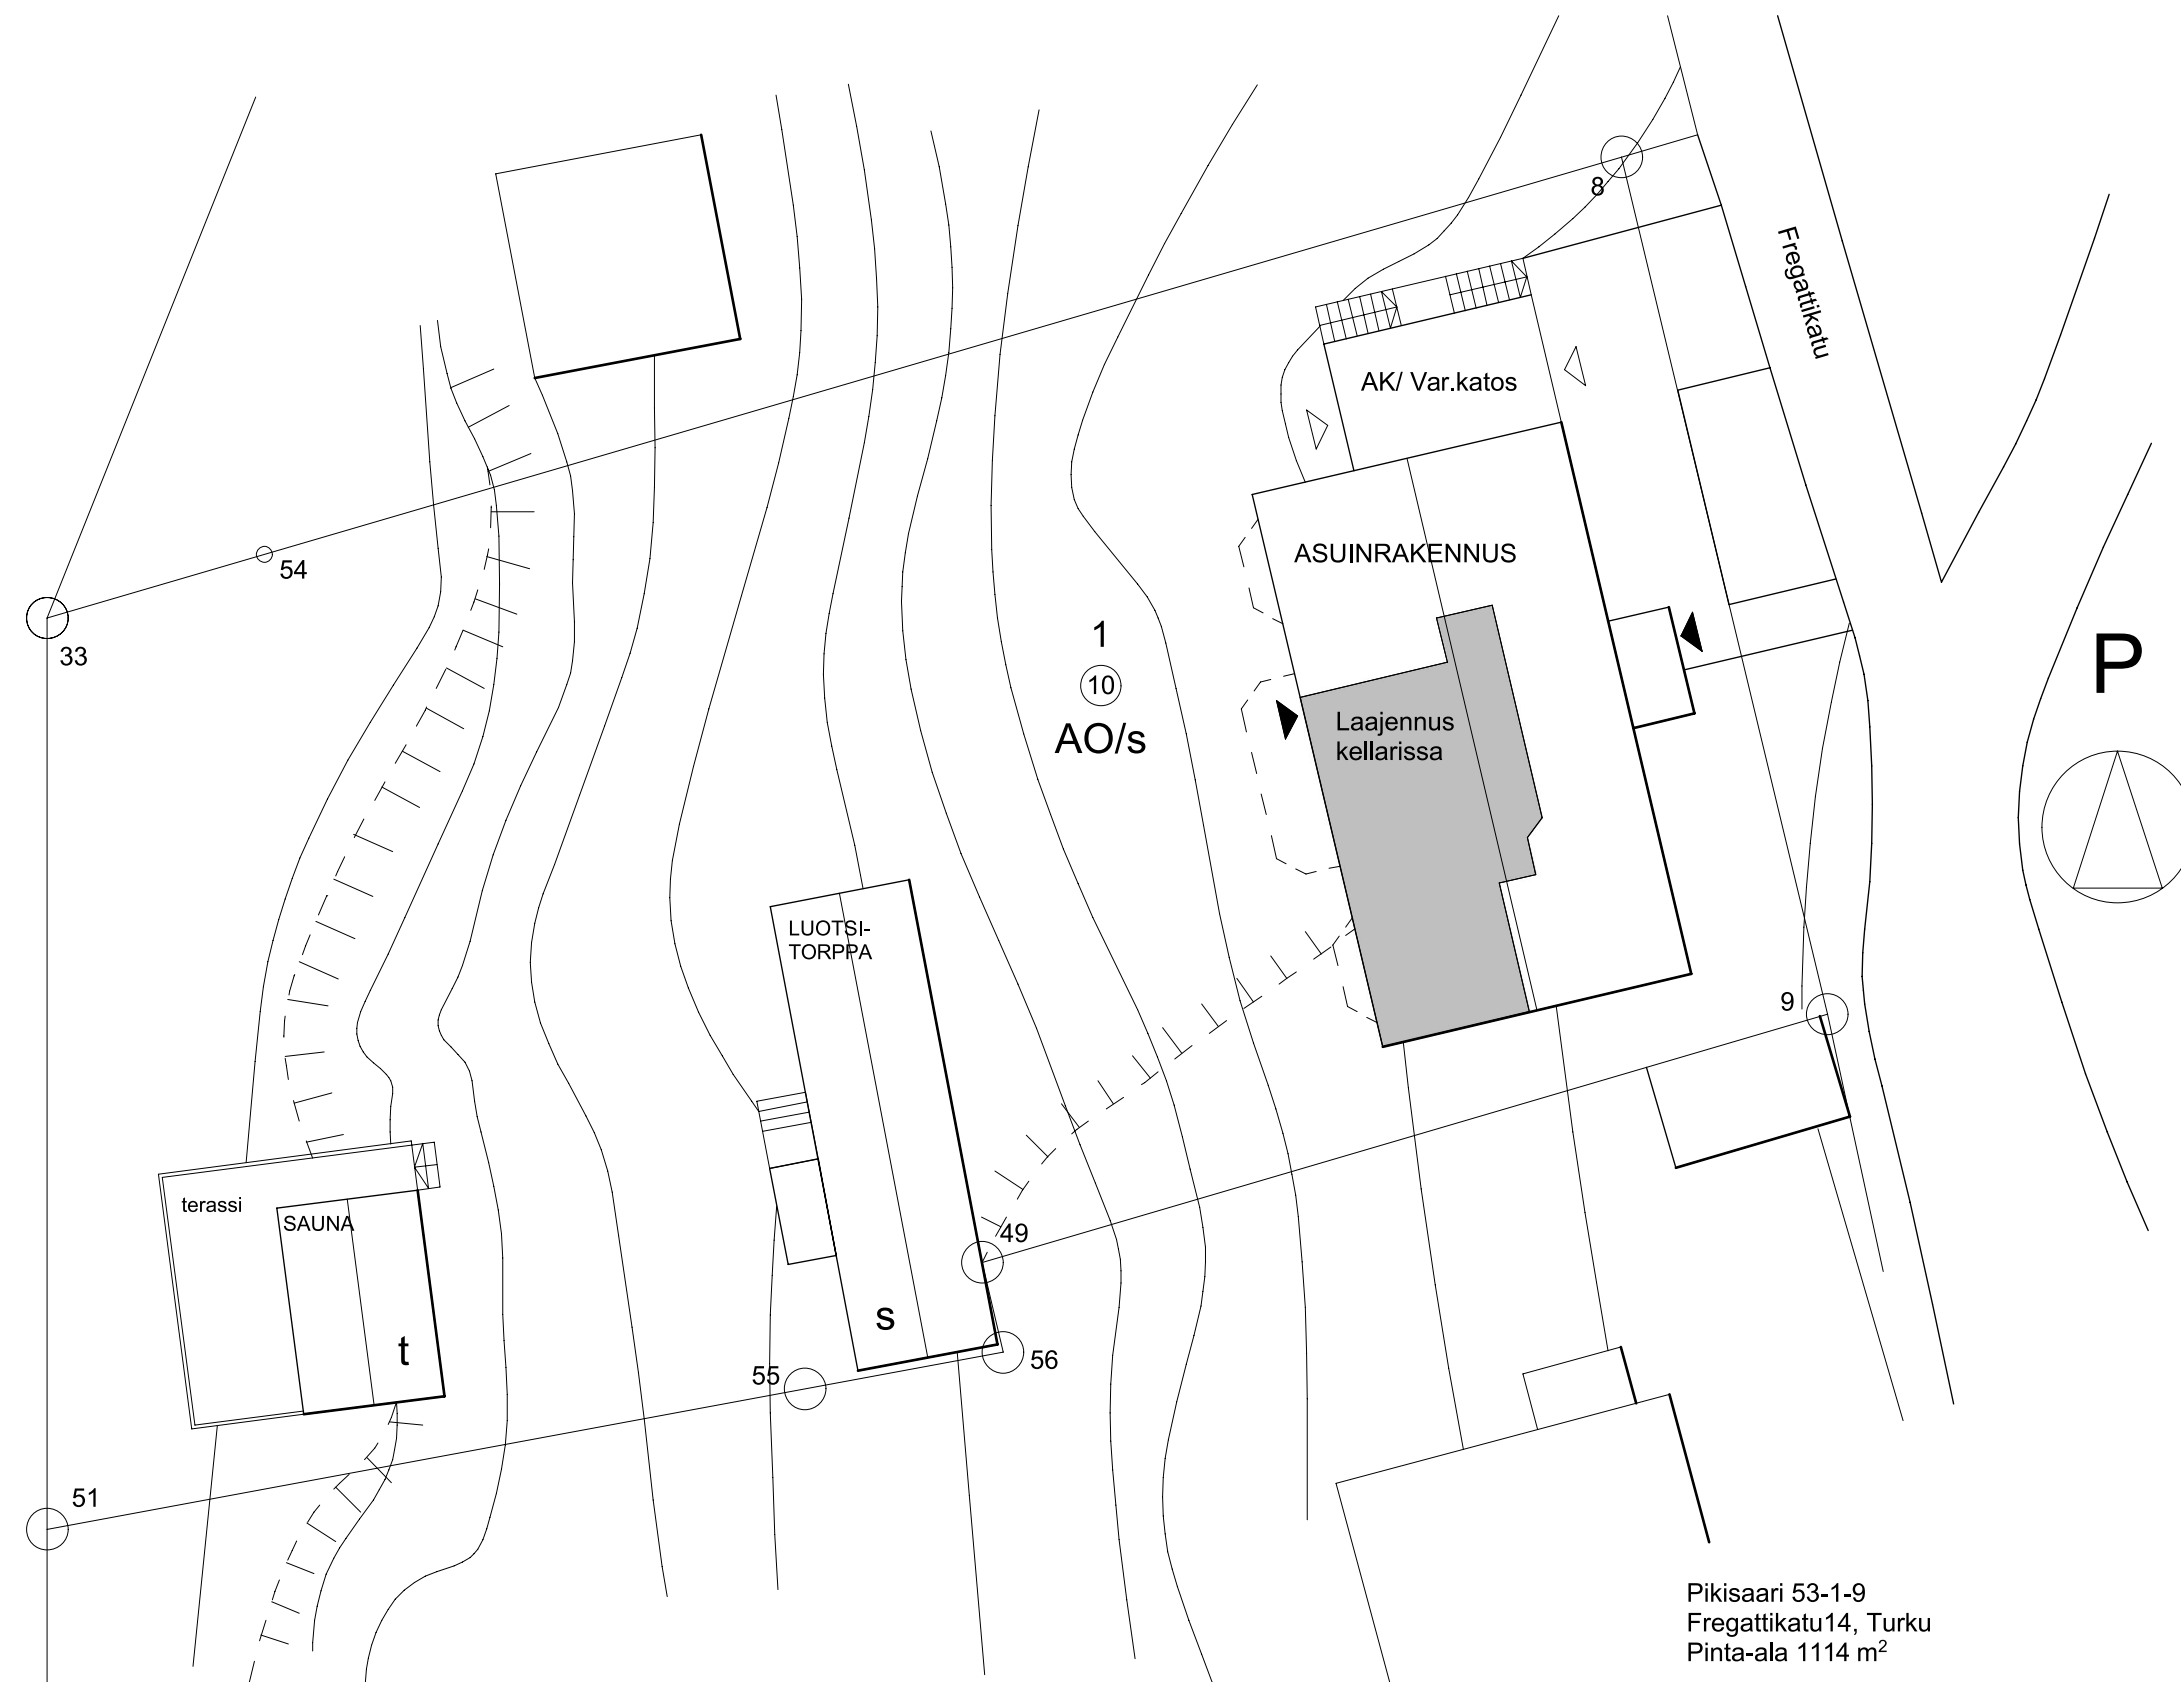 8
Fregattikatu
AK/ Var.katos
54
ASUINRAKENNUS
33
1
10
AO/s
P
Laajennus
kellarissa
LUOTSI-
TORPPA
9
terassi
SAUNA
49
s
t
55
56
51
Pikisaari 53-1-9
Fregattikatu14, Turku
Pinta-ala 1114 m²